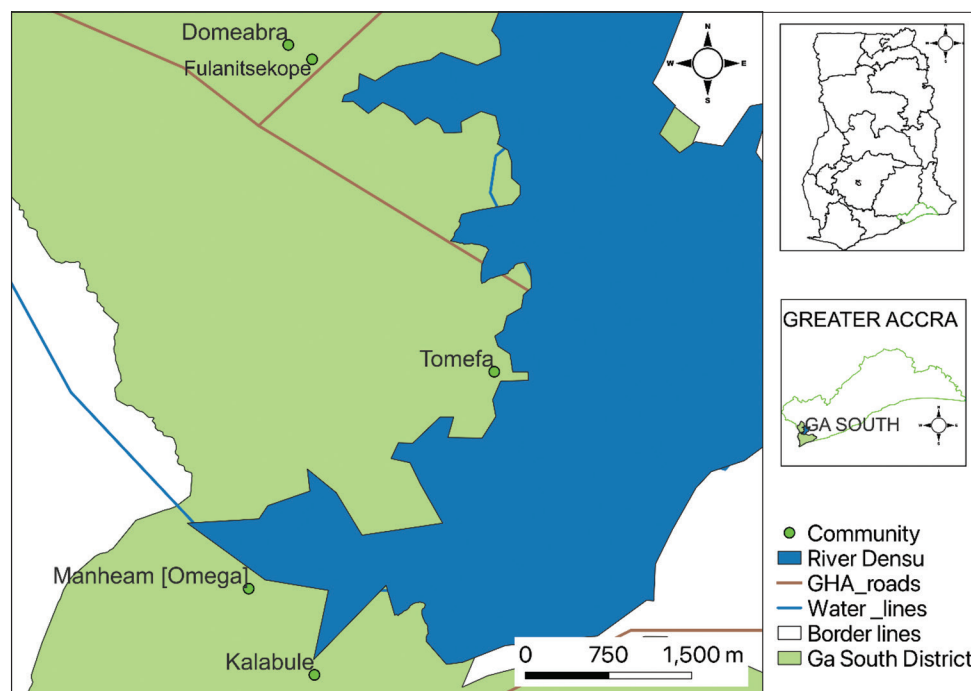 Domeabra
Fulanitsekope
N
W E
S
Tomefa
Manheam [Omega]
Kalabule
0 750 1,500 m
GREATER ACCRA
GA SOUTH
Community
River Densu
GHA_roads
Water _lines
Border lines
Ga South District